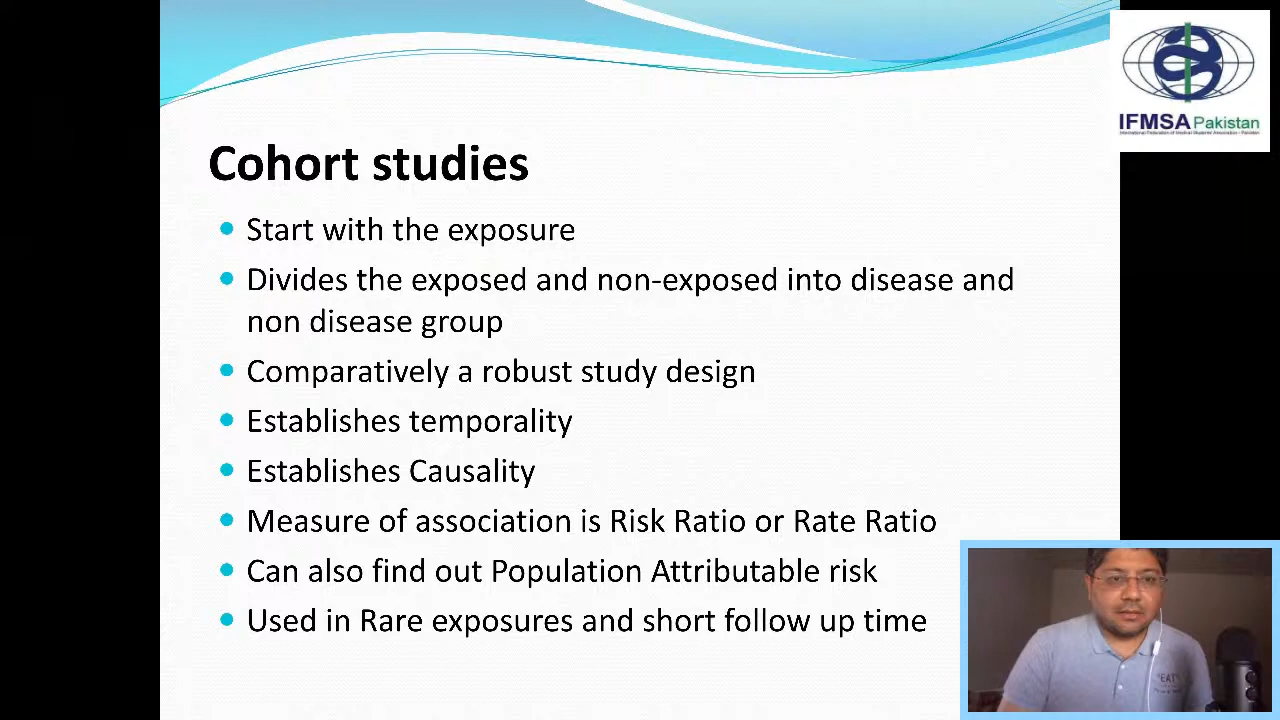 IFMSA Pakistan
Cohort studies
Start with the exposure
Divides the exposed and non-exposed into disease and
non disease group
Comparatively a robust study design
Establishes temporality
Establishes Causality
Measure of association is Risk Ratio or Rate Ratio
Can also find out Population Attributable risk
Used in Rare exposures and short follow up time